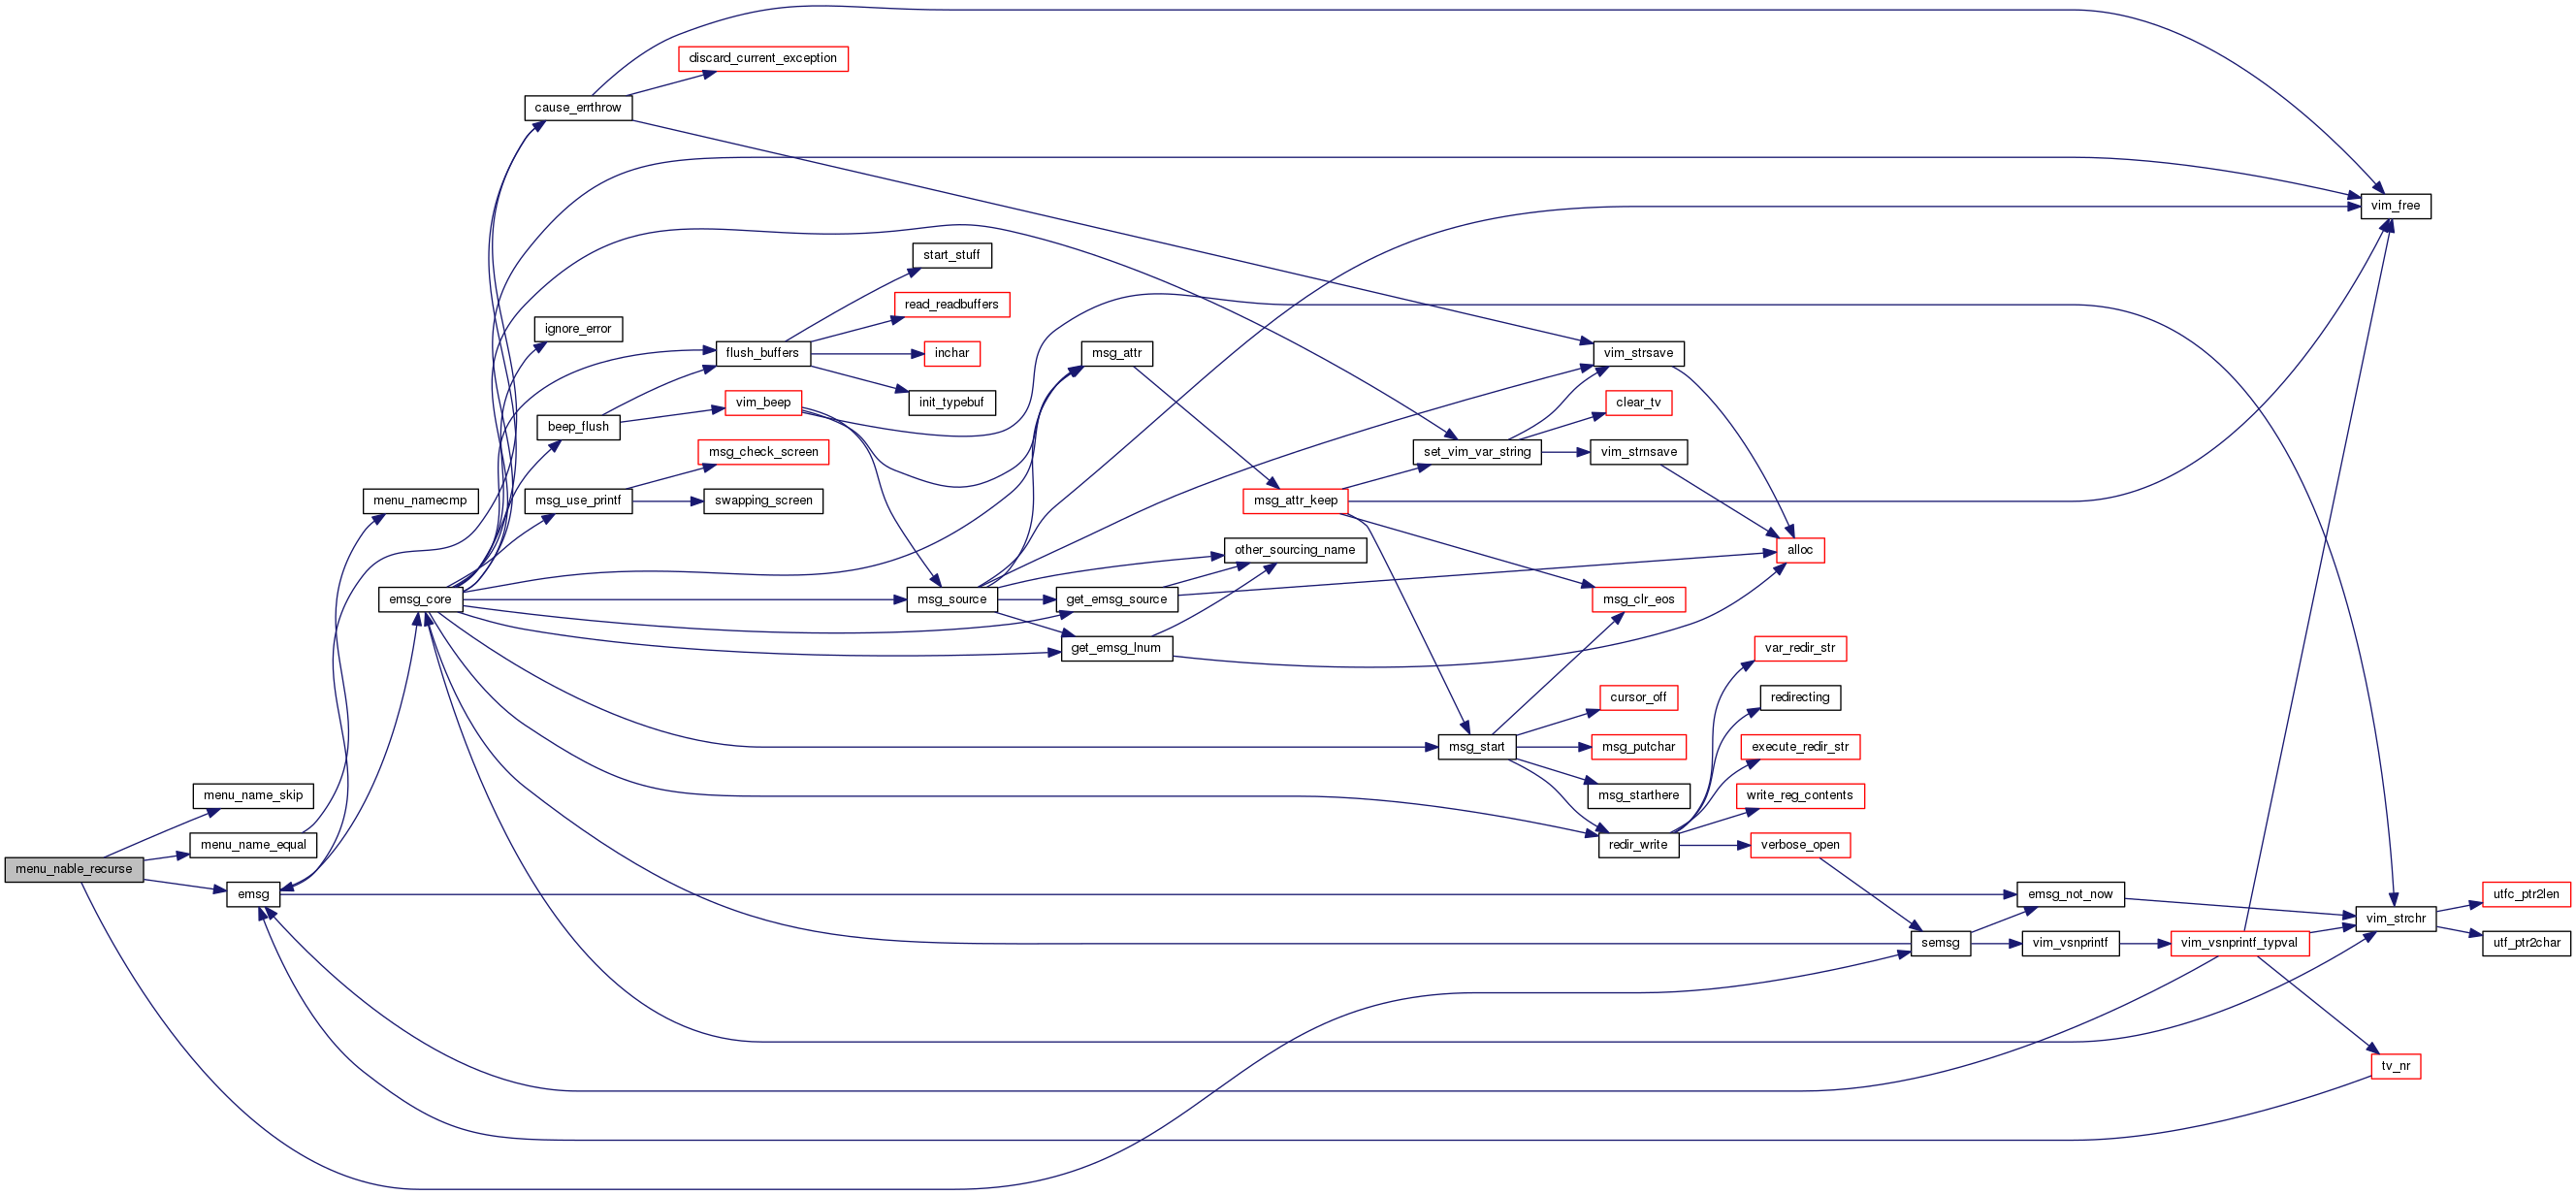 discard_current_exception
cause_errthrow
vim_free
start_stuff
read_readbuffers
ignore_error
flush_buffers
inchar
msg_attr
vim_strsave
init_typebuf
vim_beep
clear_tv
beep_flush
msg_check_screen
set_vim_var_string
vim_strnsave
menu_namecmp
msg_use_printf
swapping_screen
msg_attr_keep
other_sourcing_name
alloc
emsg_core
msg_source
get_emsg_source
msg_clr_eos
get_emsg_lnum
var_redir_str
cursor_off
redirecting
msg_start
msg_putchar
execute_redir_str
menu_name_skip
msg_starthere
write_reg_contents
menu_name_equal
redir_write
verbose_open
menu_nable_recurse
emsg
emsg_not_now
utfc_ptr2len
vim_strchr
semsg
vim_vsnprintf
vim_vsnprintf_typval
utf_ptr2char
tv_nr